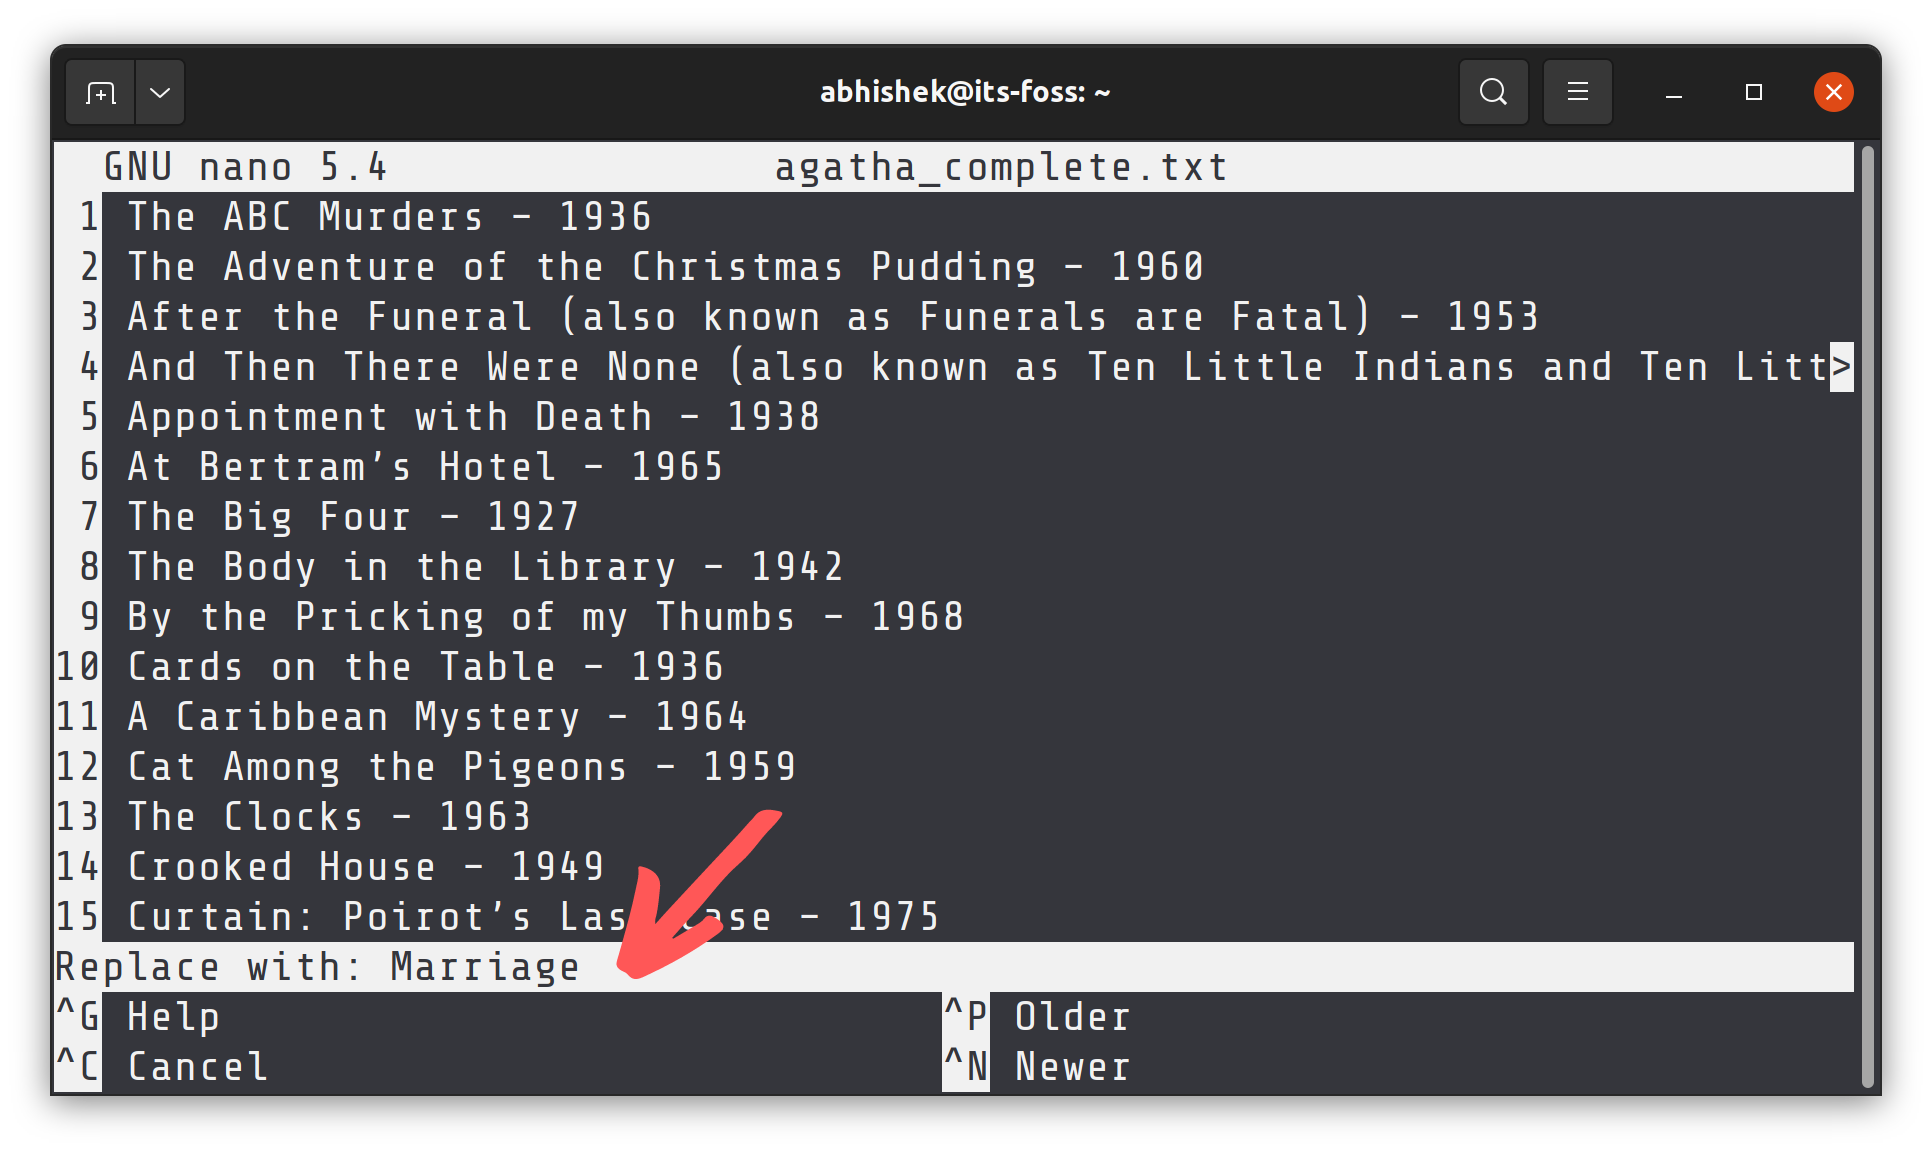 abhishek@its-foss: ~
GNU nano 5.4 agatha_complete.txt
1 The ABC Murders - 1936
2 The Adventure of the Christmas Pudding - 1960
3 After the Funeral (also known as Funerals are Fatal) - 1953
4 And Then There Were None (also known as Ten Little Indians and Ten Litt>
5 Appointment with Death - 1938
6 At Bertram's Hotel - 1965
7 The Big Four - 1927
8 The Body in the Library - 1942
9 By the Pricking of my Thumbs - 1968
10 Cards on the Table - 1936
11 A Caribbean Mystery - 1964
12 Cat Among the Pigeons - 1959
13 The Clocks - 1963
14 Crooked House - 1949
15 Curtain: Poirot's Las ase - 1975
Replace with: Marriage
^G Help ^P Older
^C Cancel ^N Newer